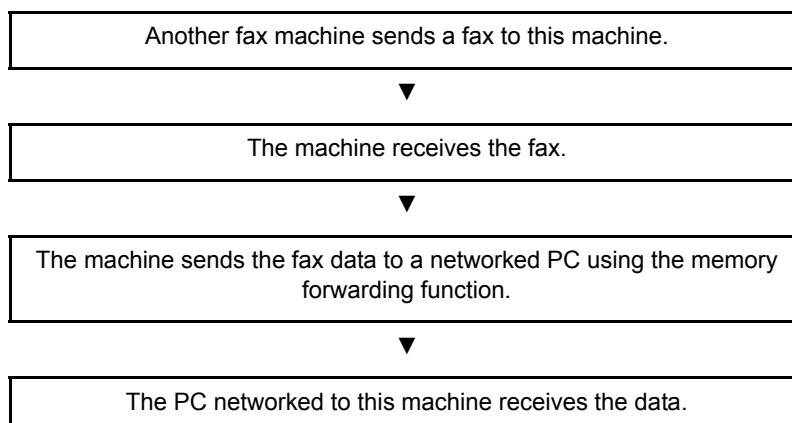 Another fax machine sends a fax to this machine.
▼
The machine receives the fax.
▼
The machine sends the fax data to a networked PC using the memory
forwarding function.
▼
The PC networked to this machine receives the data.